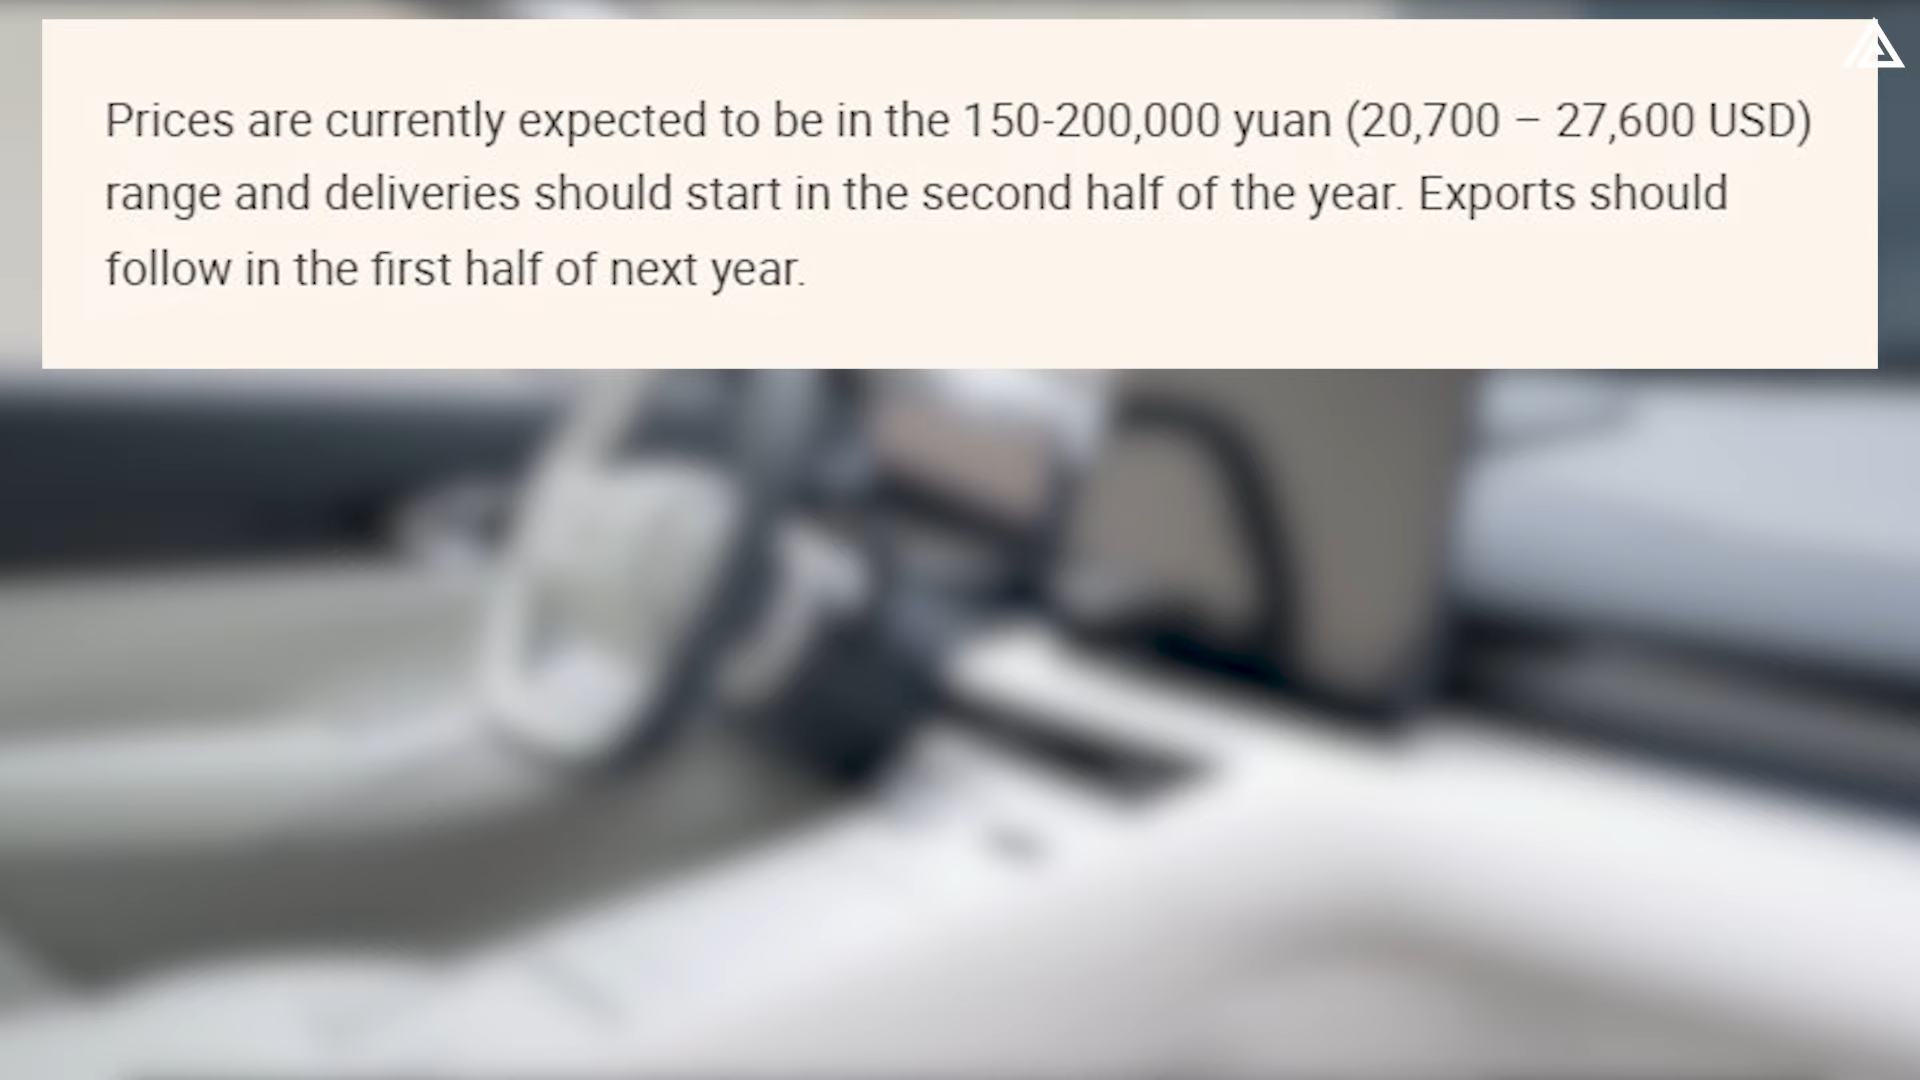 Prices are currently expected to be in the 150-200,000 yuan (20,700 – 27,600 USD)
range and deliveries should start in the second half of the year. Exports should
follow in the first half of next year.